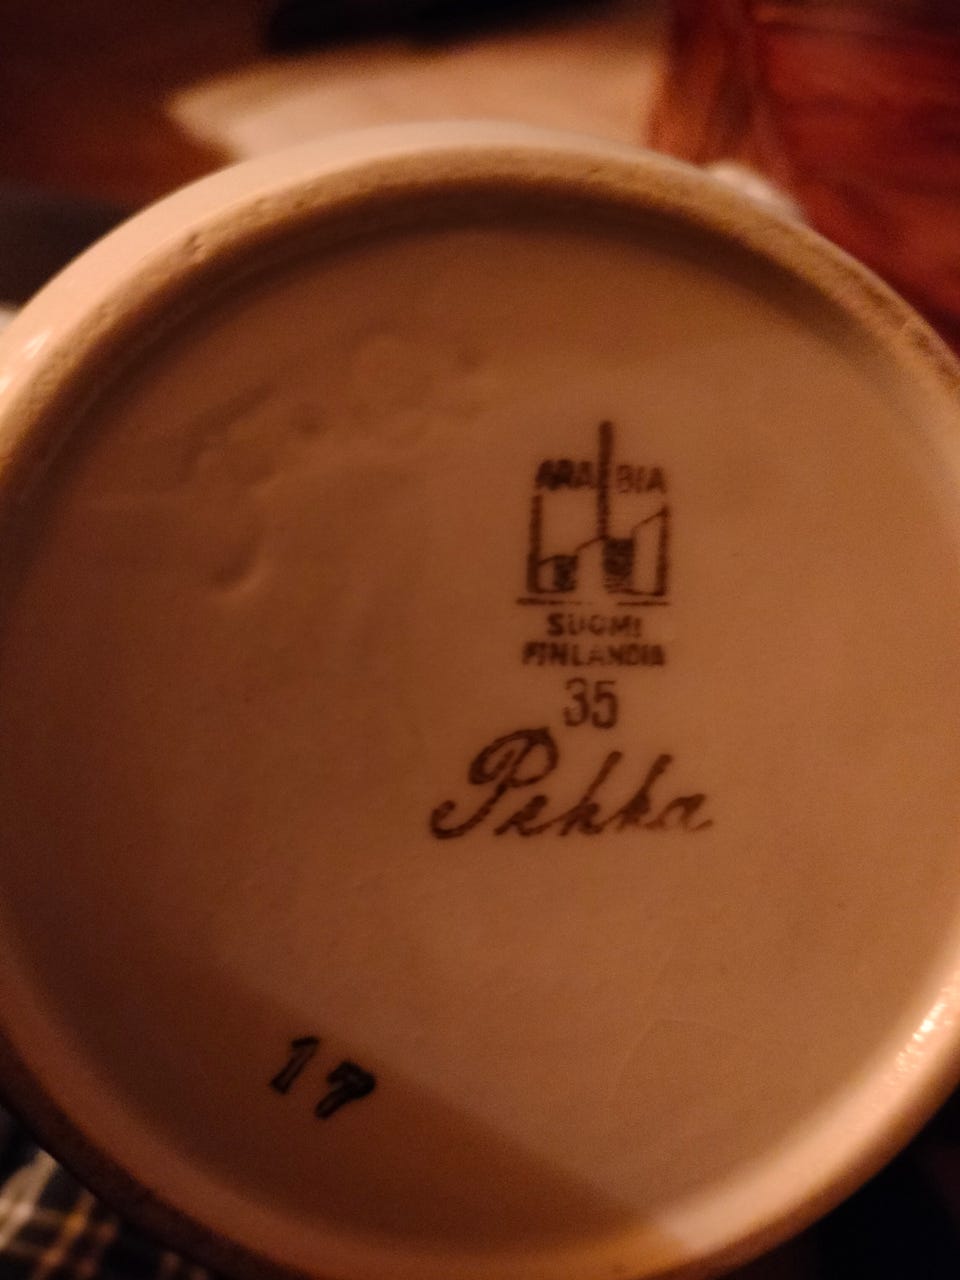 ARABIA
SUOMI
FINLANDIA
35
Pekka
17